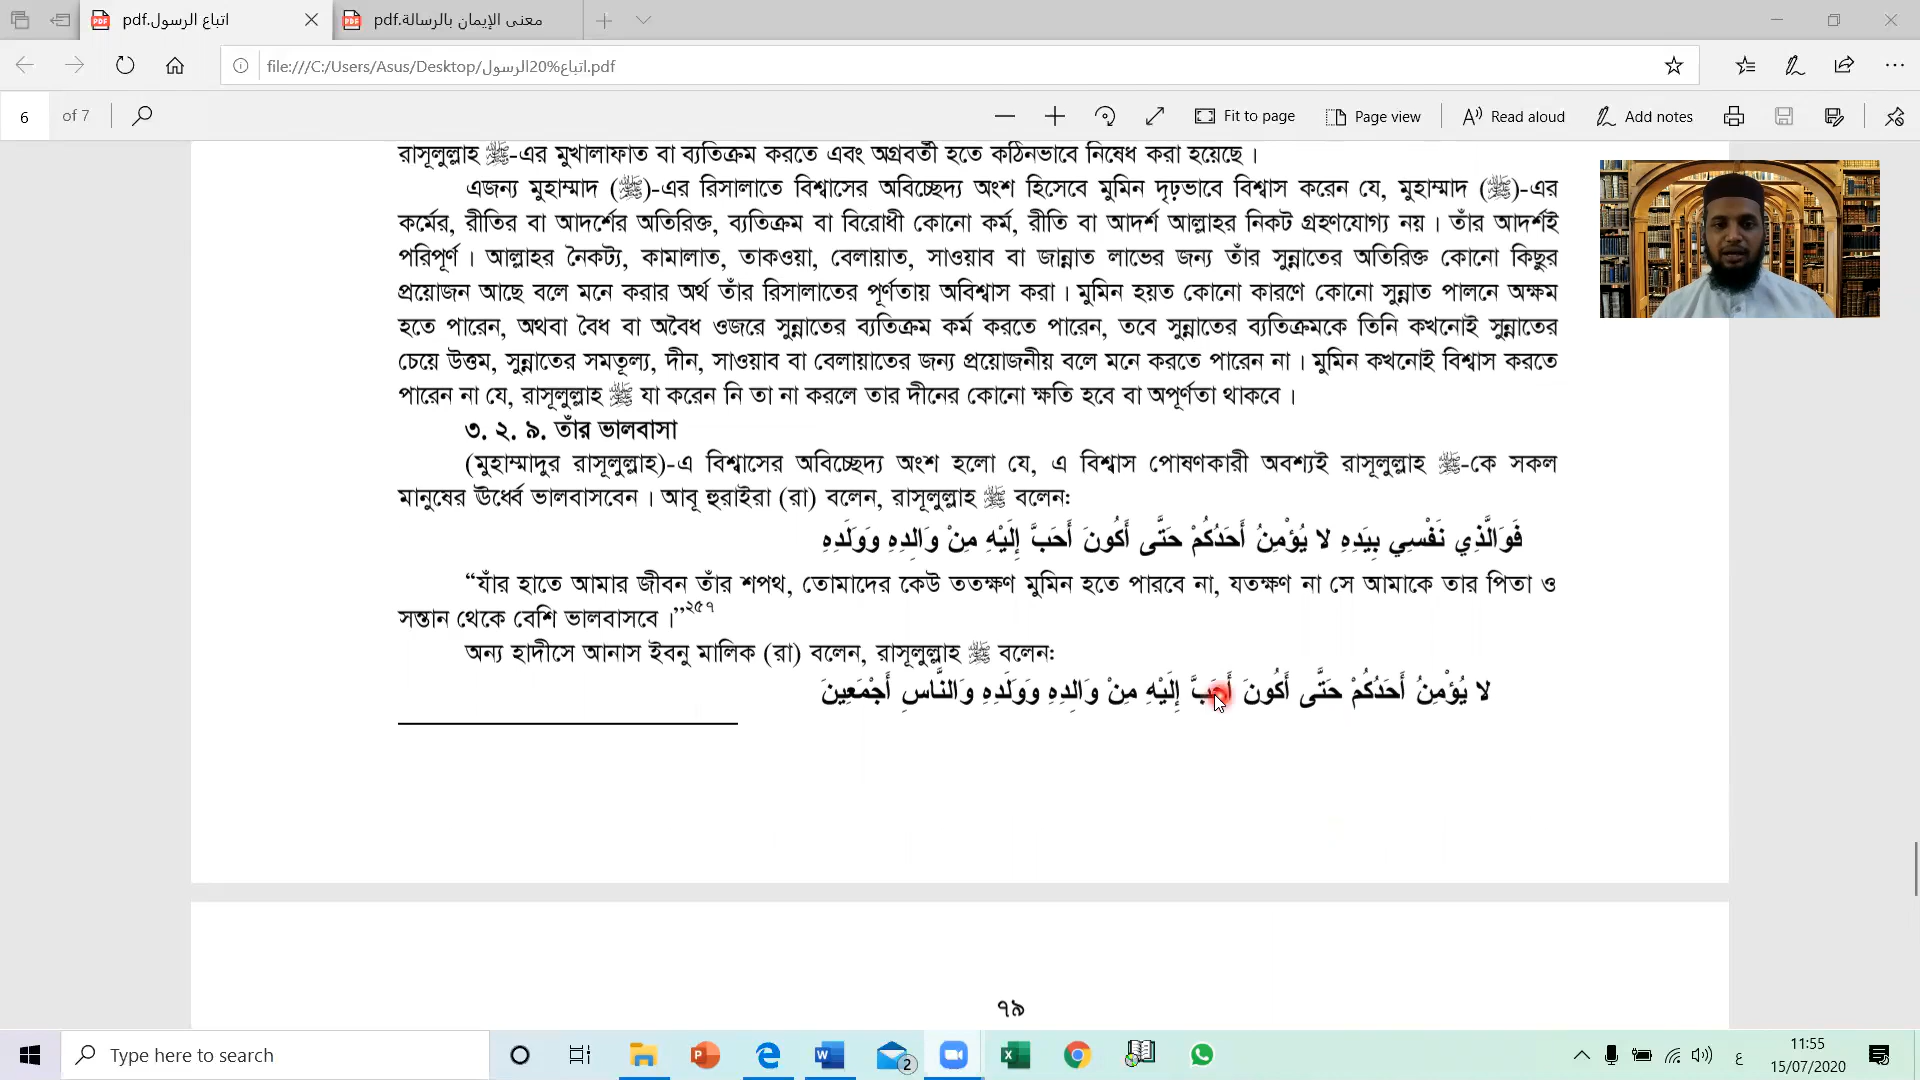 اتباع الرسول.pdf
معنى الإيمان بالرسالة.pdf
file:///C:/Users/Asus/Desktop/اتباع%20الرسول.pdf
6 of 7
Fit to page
Page view
Read aloud
Add notes
রাসূলুল্লাহ ﷺ-এর মুখালাফাত বা ব্যতিক্রম করতে এবং অগ্রবর্তী হতে কঠিনভাবে নিষেধ করা হয়েছে।
এজন্য মুহাম্মাদ (ﷺ)-এর রিসালাতে বিশ্বাসের অবিচ্ছেদ্য অংশ হিসেবে মুমিন দৃঢ়ভাবে বিশ্বাস করেন যে, মুহাম্মাদ (ﷺ)-এর
কর্মের, রীতির বা আদর্শের অতিরিক্ত, ব্যতিক্রম বা বিরোধী কোনো কর্ম, রীতি বা আদর্শ আল্লাহর নিকট গ্রহণযোগ্য নয়। তাঁর আদর্শই
পরিপূর্ণ। আল্লাহর নৈকট্য, কামালাত, তাকওয়া, বেলায়াত, সাওয়াব বা জান্নাত লাভের জন্য তাঁর সুন্নাতের অতিরিক্ত কোনো কিছুর
প্রয়োজন আছে বলে মনে করার অর্থ তাঁর রিসালাতের পূর্ণতায় অবিশ্বাস করা। মুমিন হয়ত কোনো কারণে কোনো সুন্নাত পালনে অক্ষম
হতে পারেন, অথবা বৈধ বা অবৈধ ওজরে সুন্নাতের ব্যতিক্রম কর্ম করতে পারেন, তবে সুন্নাতের ব্যতিক্রমকে তিনি কখনোই সুন্নাতের
চেয়ে উত্তম, সুন্নাতের সমতূল্য, দীন, সাওয়াব বা বেলায়াতের জন্য প্রয়োজনীয় বলে মনে করতে পারেন না। মুমিন কখনোই বিশ্বাস করতে
পারেন না যে, রাসূলুল্লাহ ﷺ যা করেন নি তা না করলে তার দীনের কোনো ক্ষতি হবে বা অপূর্ণতা থাকবে।
৩. ২. ৯. তাঁর ভালবাসা
(মুহাম্মাদুর রাসূলুল্লাহ)-এ বিশ্বাসের অবিচ্ছেদ্য অংশ হলো যে, এ বিশ্বাস পোষণকারী অবশ্যই রাসূলুল্লাহ ﷺ-কে সকল
মানুষের ঊর্ধ্বে ভালবাসবেন। আবূ হুরাইরা (রা) বলেন, রাসূলুল্লাহ ﷺ বলেন:
فَوَالَّذِي نَفْسِي بِيَدِهِ لا يُؤْمِنُ أَحَدُكُمْ حَتَّى أَكُونَ أَحَبَّ إِلَيْهِ مِنْ وَالِدِهِ وَوَلَدِهِ
“যাঁর হাতে আমার জীবন তাঁর শপথ, তোমাদের কেউ ততক্ষণ মুমিন হতে পারবে না, যতক্ষণ না সে আমাকে তার পিতা ও
সন্তান থেকে বেশি ভালবাসবে।”২৫৭
অন্য হাদীসে আনাস ইবনু মালিক (রা) বলেন, রাসূলুল্লাহ ﷺ বলেন:
لا يُؤْمِنُ أَحَدُكُمْ حَتَّى أَكُونَ أَحَبَّ إِلَيْهِ مِنْ وَالِدِهِ وَوَلَدِهِ وَالنَّاسِ أَجْمَعِينَ
৭৯
Type here to search
2
ع
11:55
15/07/2020